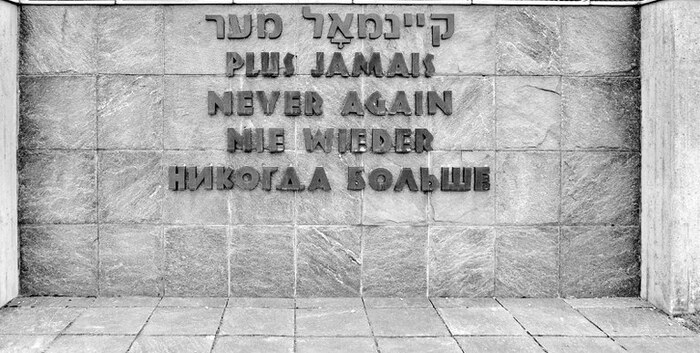 קיינמאָל מער
PLUS JAMAIS
NEVER AGAIN
NIE WIEDER
НИКОГДА БОЛЬШЕ